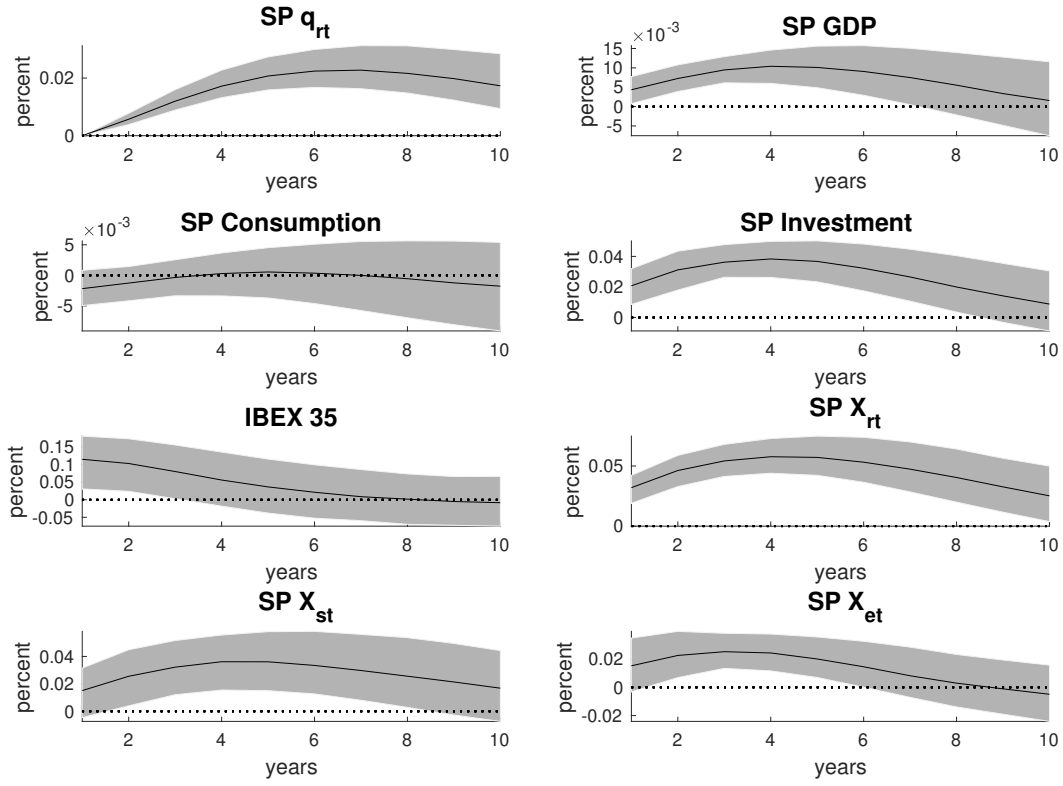 SP q_rt
percent
0.02
0
2 4 6 8 10
years
SP GDP
×10^-3
percent
15
10
5
0
-5
2 4 6 8 10
years
SP Consumption
×10^-3
percent
5
0
-5
2 4 6 8 10
years
SP Investment
percent
0.04
0.02
0
2 4 6 8 10
years
IBEX 35
percent
0.15
0.1
0.05
0
-0.05
2 4 6 8 10
years
SP X_rt
percent
0.05
0
2 4 6 8 10
years
SP X_st
percent
0.04
0.02
0
2 4 6 8 10
years
SP X_et
percent
0.02
0
-0.02
2 4 6 8 10
years